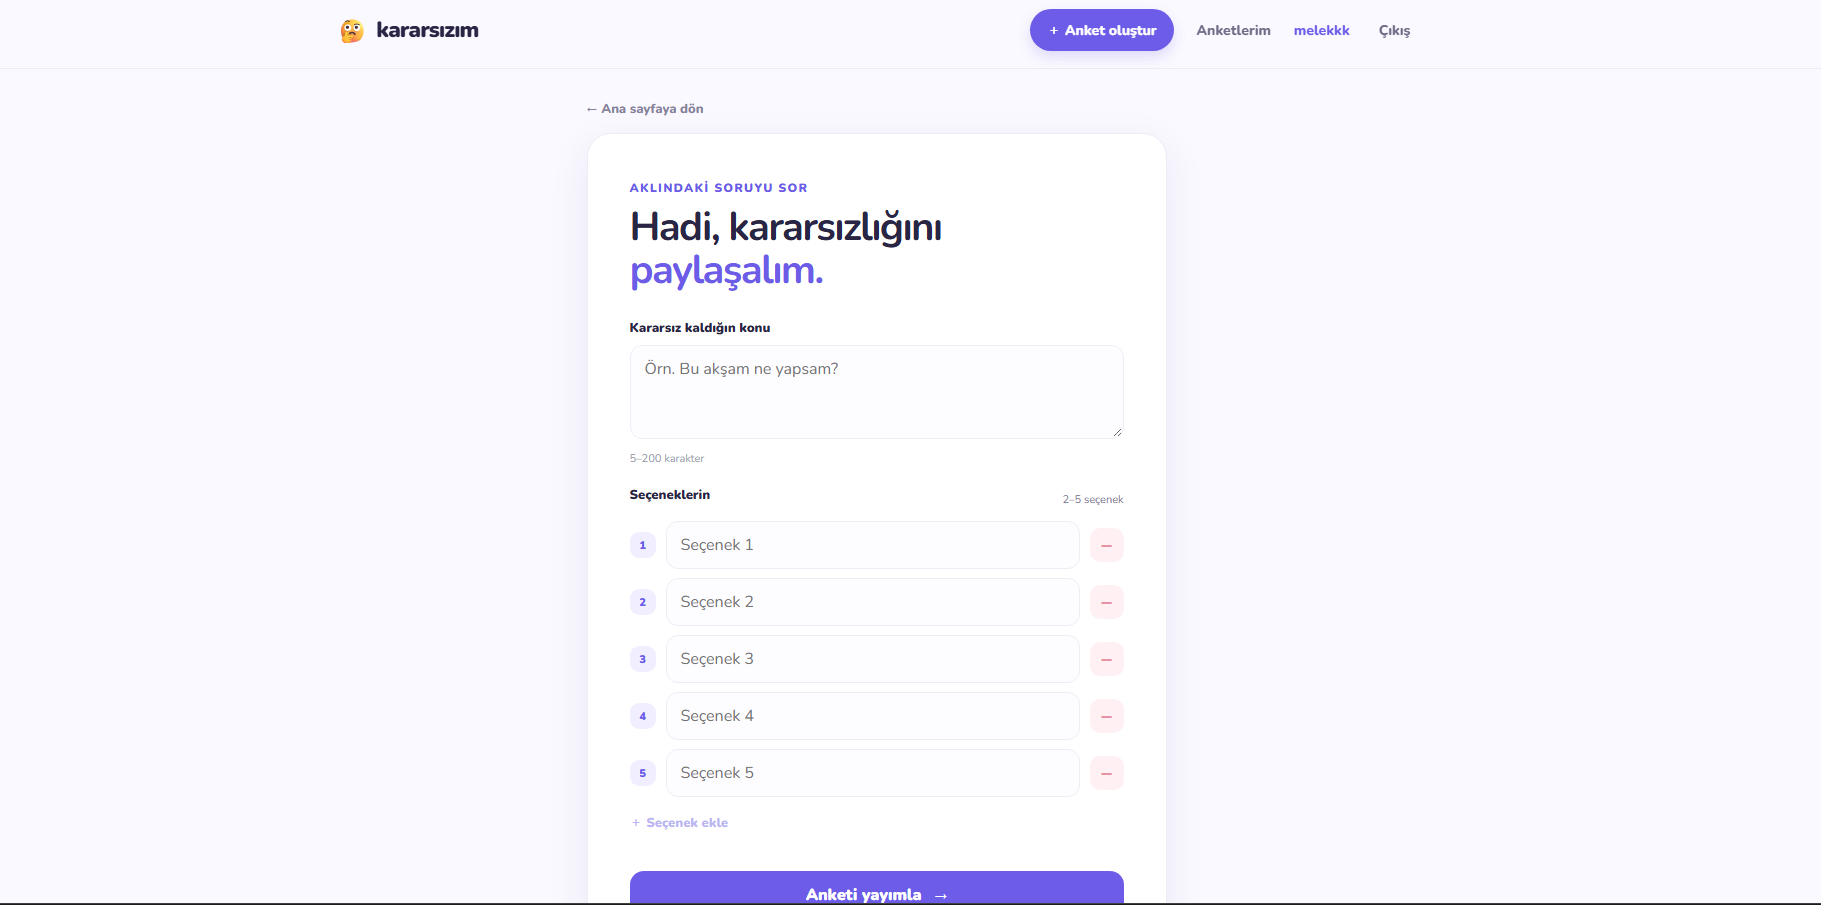 kararsızım
+ Anket oluştur
Anketlerim
melekkk
Çıkış
← Ana sayfaya dön
AKLINDAKİ SORUYU SOR
Hadi, kararsızlığını
paylaşalım.
Kararsız kaldığın konu
Örn. Bu akşam ne yapsam?
5–200 karakter
Seçeneklerin
2–5 seçenek
1 Seçenek 1
2 Seçenek 2
3 Seçenek 3
4 Seçenek 4
5 Seçenek 5
+ Seçenek ekle
Anketi yayımla →